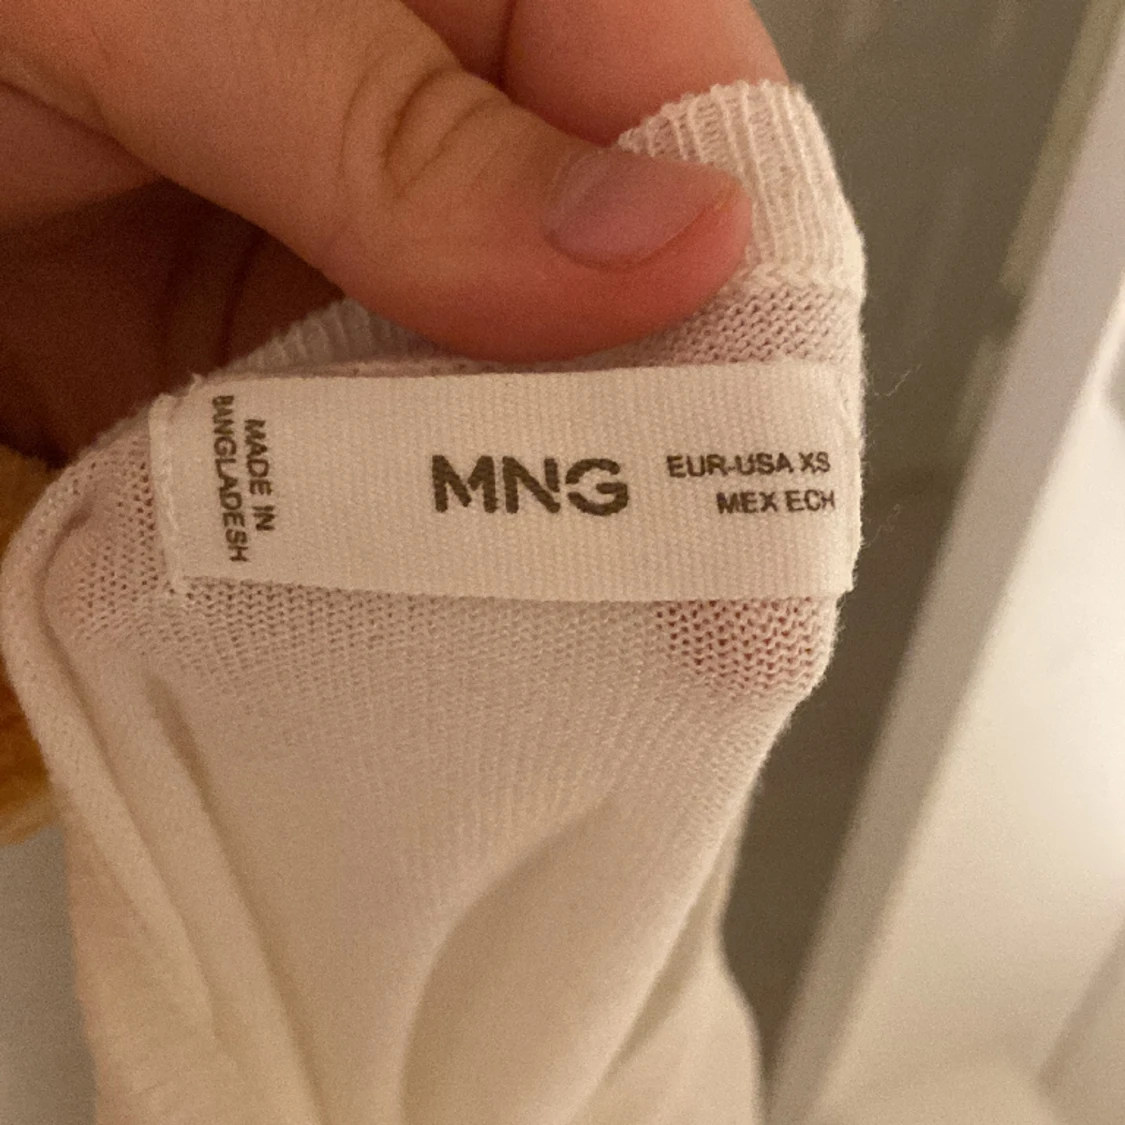 MADE IN
BANGLADESH
MNG
EUR-USA XS
MEX ECH